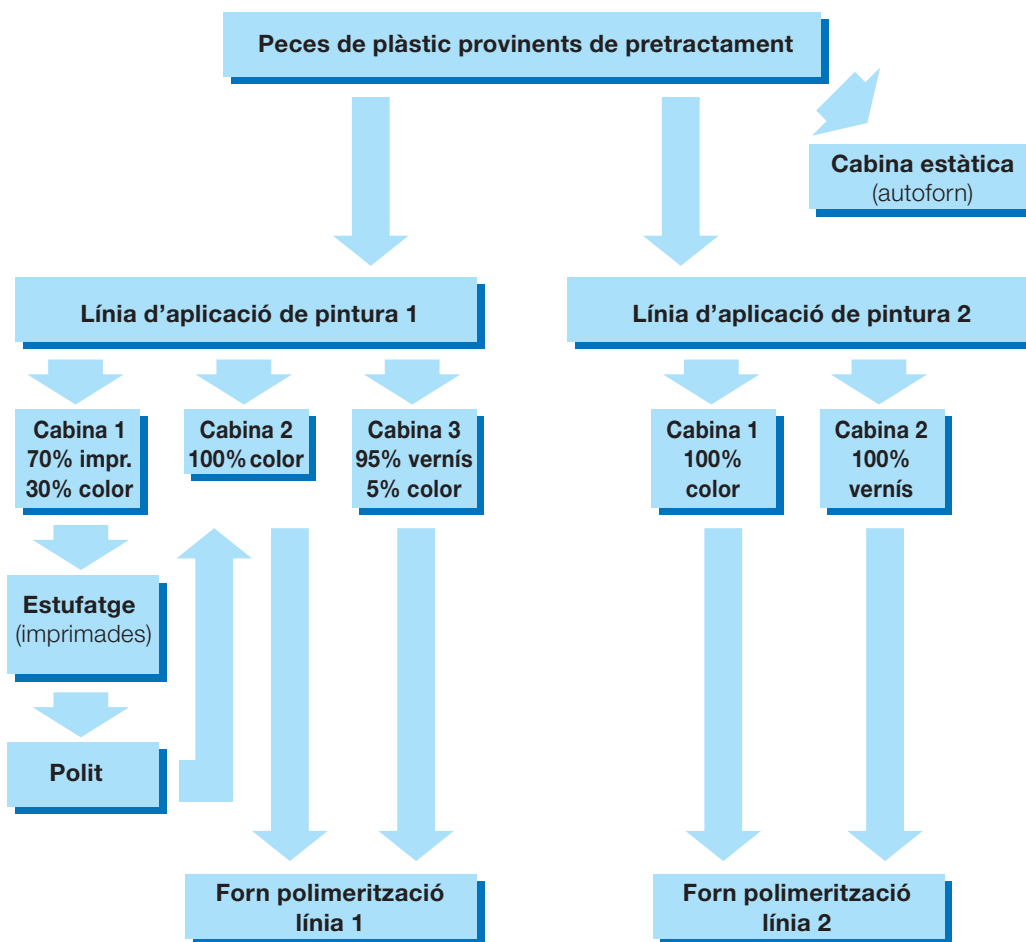 Peces de plàstic provinents de pretractament
Cabina estàtica
(autoforn)
Línia d’aplicació de pintura 1
Línia d’aplicació de pintura 2
Cabina 1
70% impr.
30% color
Cabina 2
100% color
Cabina 3
95% vernís
5% color
Cabina 1
100%
color
Cabina 2
100%
vernís
Estufatge
(imprimades)
Polit
Forn polimerització
línia 1
Forn polimerització
línia 2